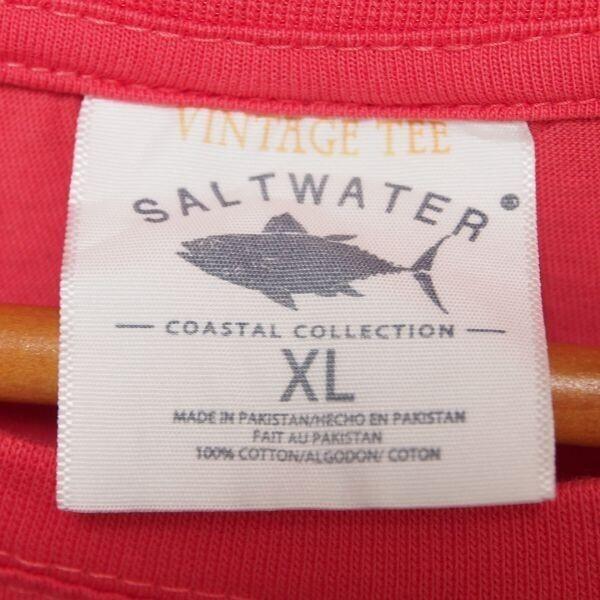 VINTAGE TEE
SALTWATER®
COASTAL COLLECTION
XL
MADE IN PAKISTAN/HECHO EN PAKISTAN
FAIT AU PAKISTAN
100% COTTON/ALGODON/ COTON